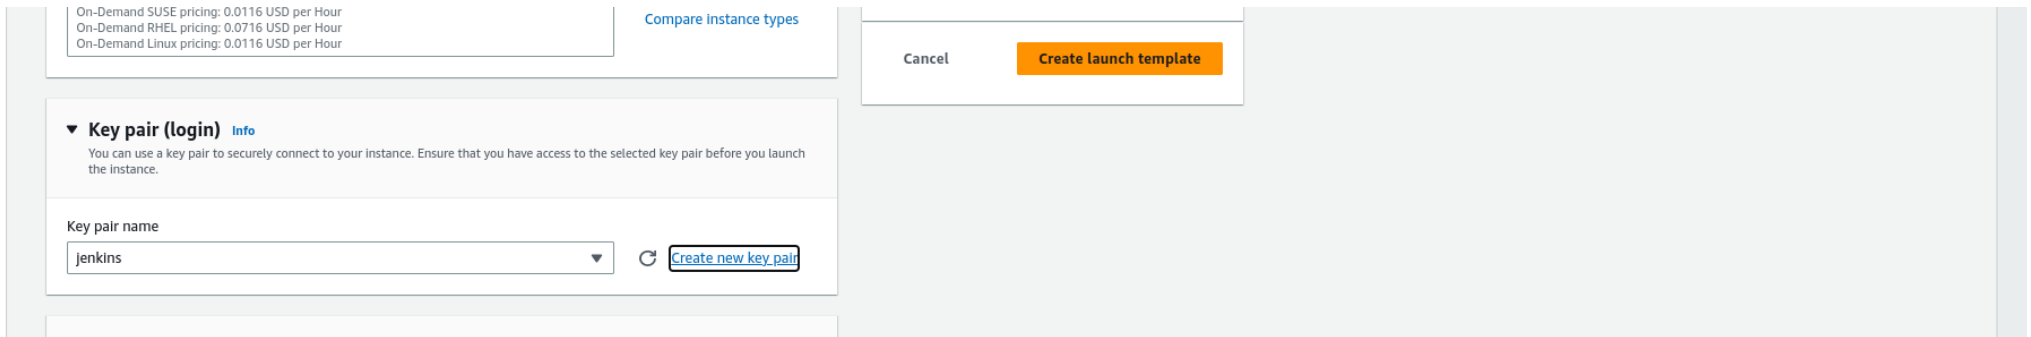 On-Demand SUSE pricing: 0.0116 USD per Hour
On-Demand RHEL pricing: 0.0716 USD per Hour
On-Demand Linux pricing: 0.0116 USD per Hour
Compare instance types
Cancel
Create launch template
Key pair (login) Info
You can use a key pair to securely connect to your instance. Ensure that you have access to the selected key pair before you launch
the instance.
Key pair name
jenkins
Create new key pair